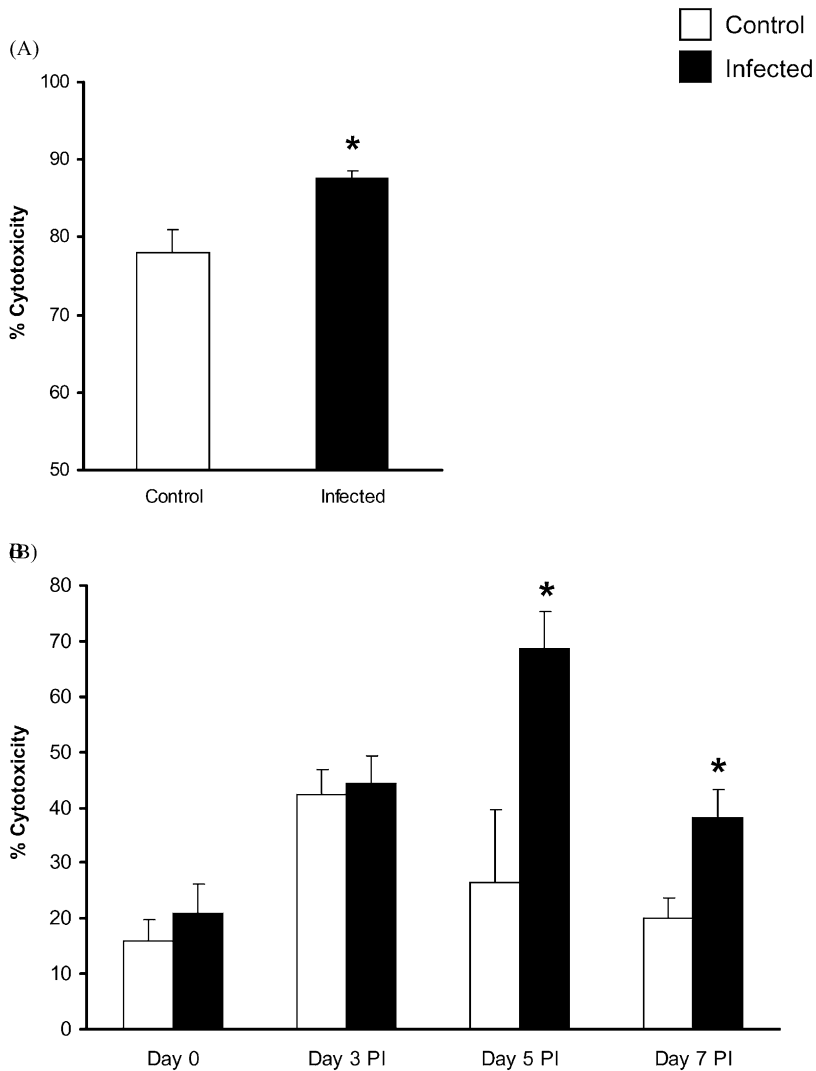 Control
Infected
(A)
100
90
80
70
60
50
% Cytotoxicity
*
Control
Infected
(B)
80
70
60
50
40
30
20
10
0
% Cytotoxicity
*
*
Day 0
Day 3 PI
Day 5 PI
Day 7 PI